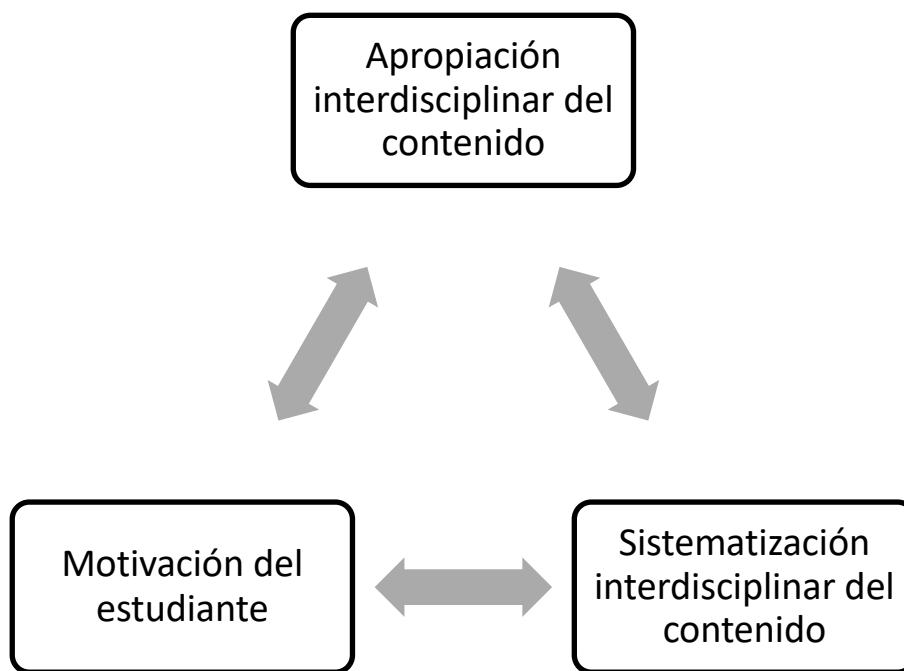 Apropiación
interdisciplinar del
contenido
Motivación del
estudiante
Sistematización
interdisciplinar del
contenido